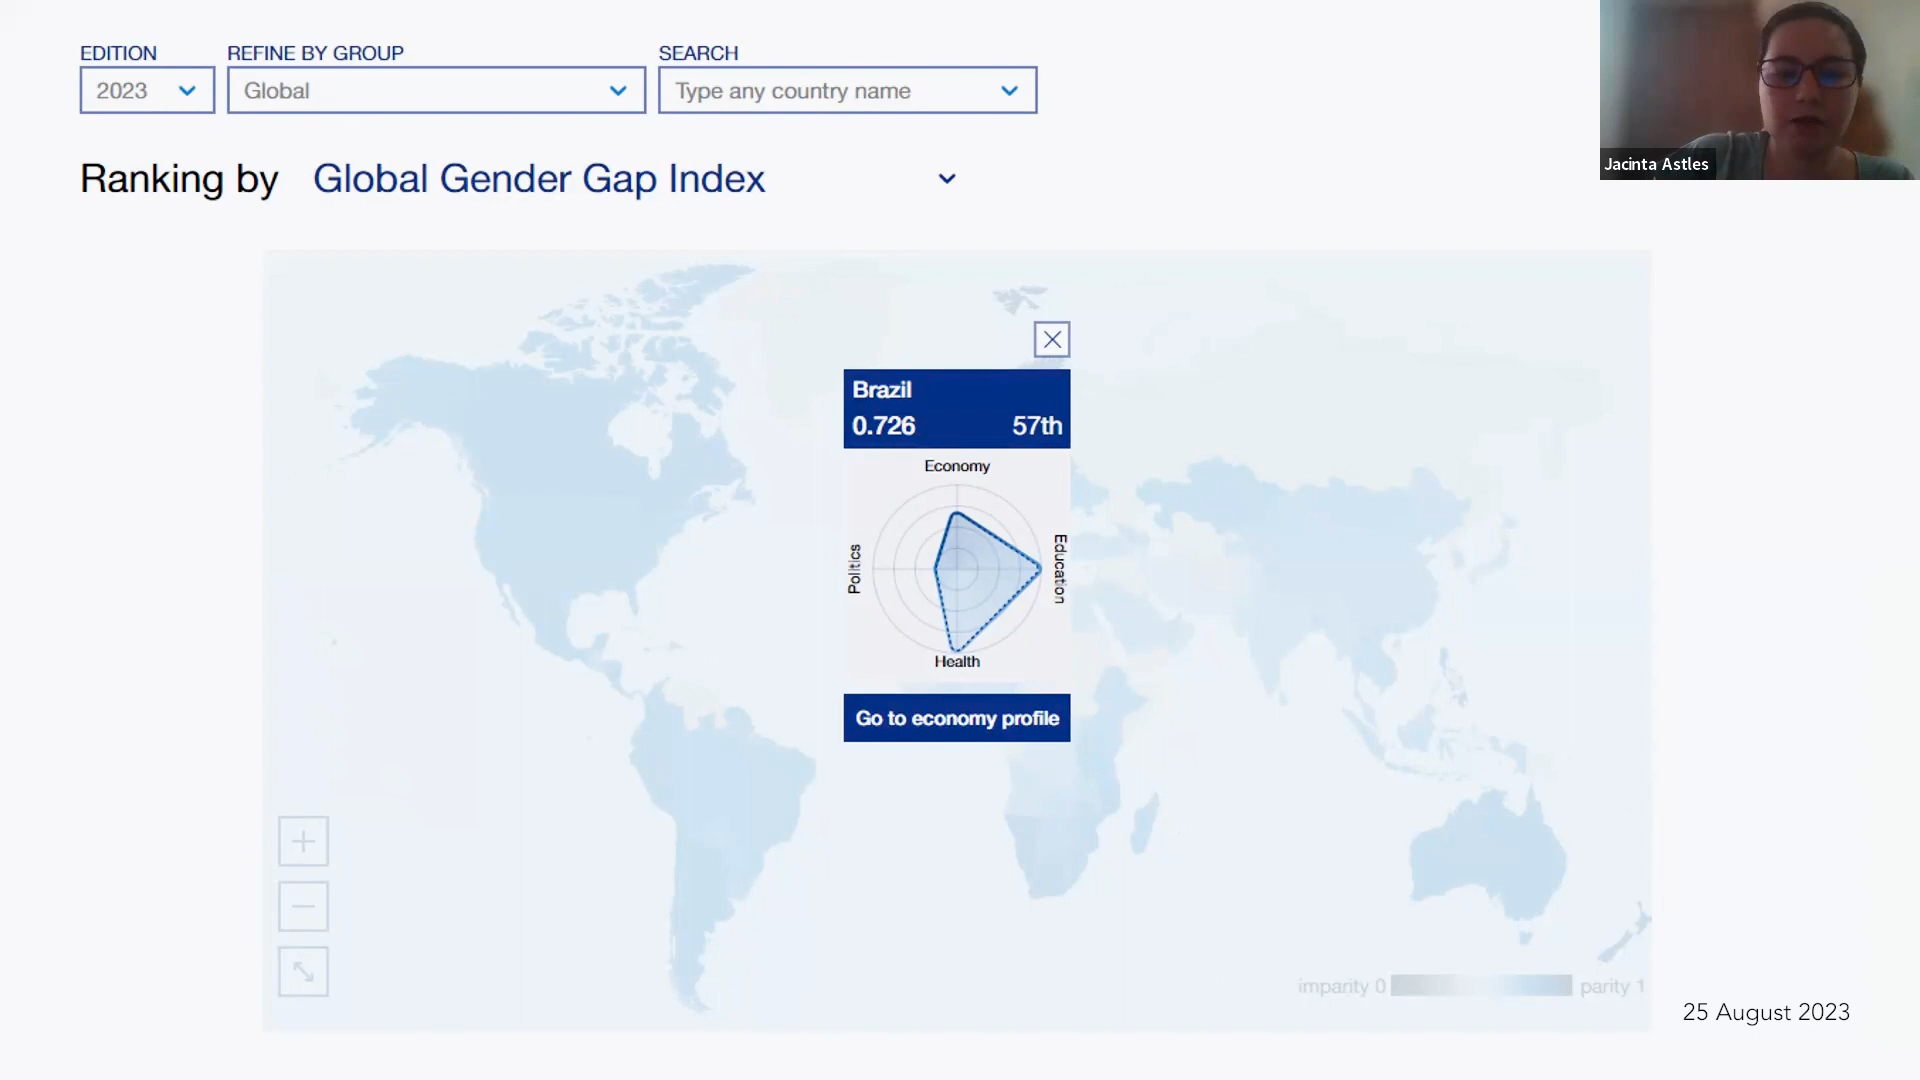 EDITION
REFINE BY GROUP
SEARCH
2023
Global
Type any country name
Jacinta Astles
Ranking by Global Gender Gap Index
Brazil
0.726 57th
Economy
Politics
Education
Health
Go to economy profile
imparity 0
parity 1
25 August 2023